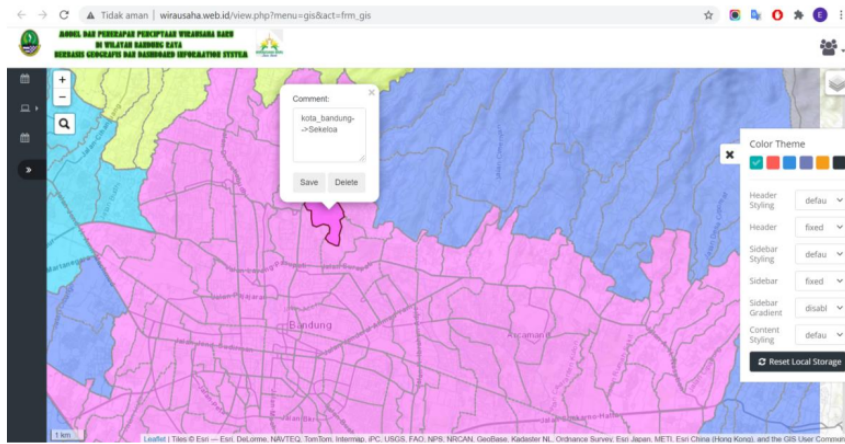 Tidak aman | wirausaha.web.id/view.php?menu=gis&act=frm_gis
E
MODEL DAN PENERAPAN PENCIPTAAN WIRAUSAHA BARU
DI WILAYAH BANDUNG RAYA
BERBASIS GEOGRAFIS DAN DASHBOARD INFORMATION SYSTEM
+
−
Comment:
kota_bandung-
->Sekeloa
Save Delete
Color Theme
Header
Styling
defau
Header
fixed
Sidebar
Styling
defau
Sidebar
fixed
Sidebar
Gradient
disabl
Content
Styling
defau
Reset Local Storage
Bandung
Arcamani
1 km
Leaflet | Tiles © Esri — Esri, DeLorme, NAVTEQ, TomTom, Intermap, iPC, USGS, FAO, NPS, NRCAN, GeoBase, Kadaster NL, Ordnance Survey, Esri Japan, METI, Esri China (Hong Kong), and the GIS User Commun